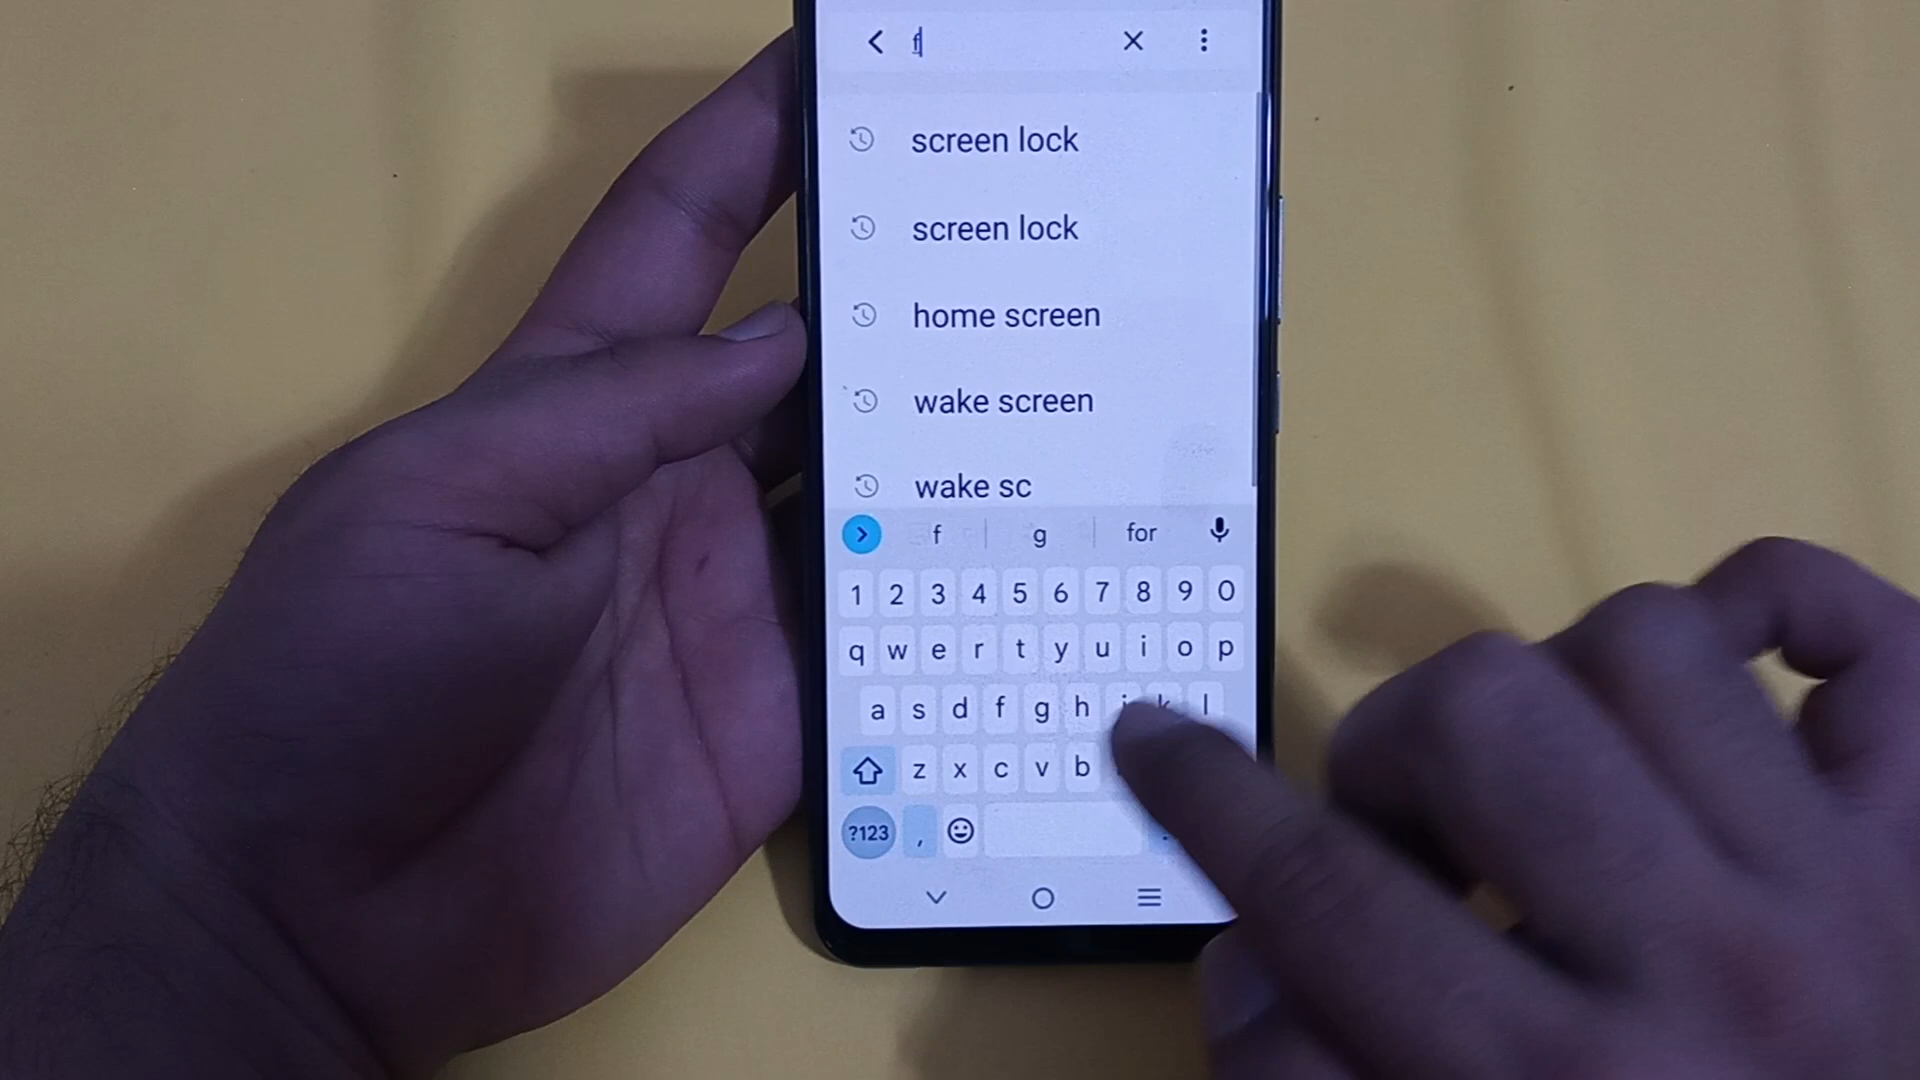 f
screen lock
screen lock
home screen
wake screen
wake sc
f g for
1 2 3 4 5 6 7 8 9 0
q w e r t y u i o p
a s d f g h j k l
z x c v b
?123 , .